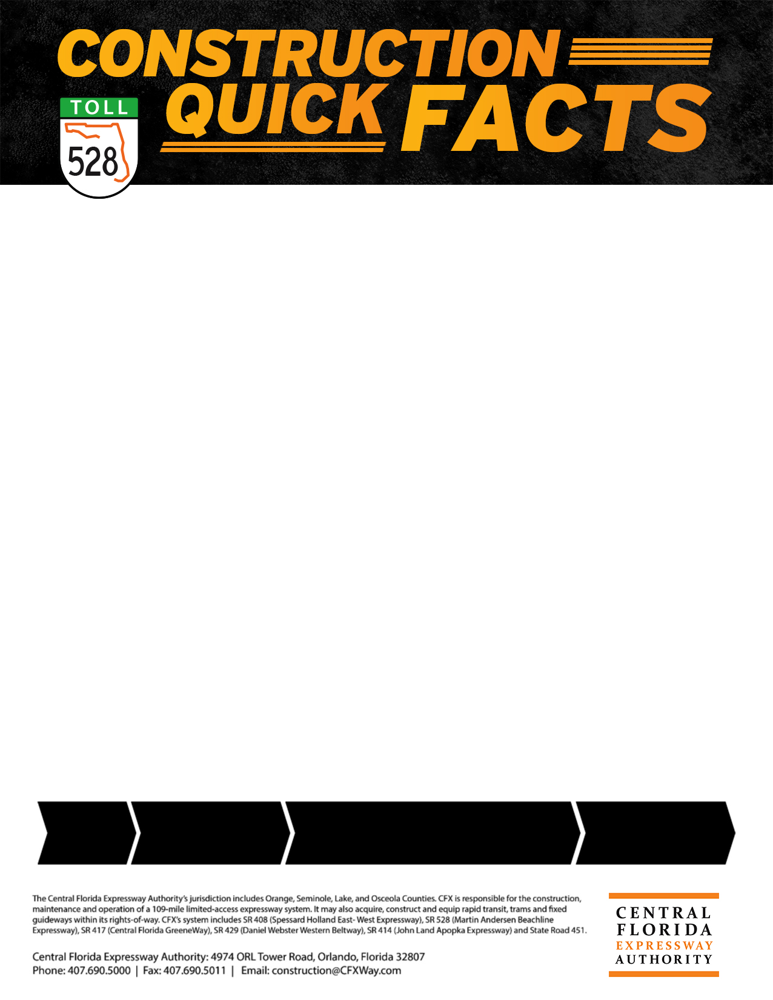 CONSTRUCTION
QUICK FACTS
TOLL
528
The Central Florida Expressway Authority's jurisdiction includes Orange, Seminole, Lake, and Osceola Counties. CFX is responsible for the construction,
maintenance and operation of a 109-mile limited-access expressway system. It may also acquire, construct and equip rapid transit, trams and fixed
guideways within its rights-of-way. CFX's system includes SR 408 (Spessard Holland East- West Expressway), SR 528 (Martin Andersen Beachline
Expressway), SR 417 (Central Florida GreeneWay), SR 429 (Daniel Webster Western Beltway), SR 414 (John Land Apopka Expressway) and State Road 451.
Central Florida Expressway Authority: 4974 ORL Tower Road, Orlando, Florida 32807
Phone: 407.690.5000 | Fax: 407.690.5011 | Email: construction@CFXWay.com
CENTRAL
FLORIDA
EXPRESSWAY
AUTHORITY